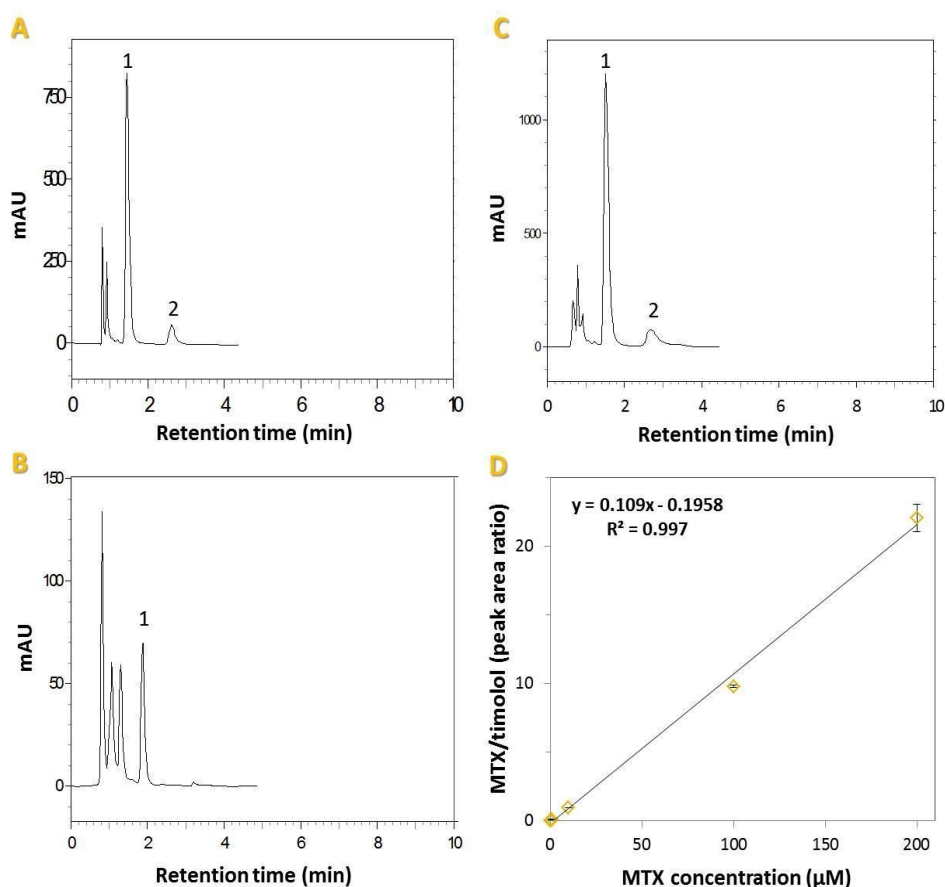 A
mAU
750
500
250
0
1
2
0 2 4 6 8 10
Retention time (min)
C
mAU
1000
500
0
1
2
0 2 4 6 8 10
Retention time (min)
B
mAU
150
100
50
0
1
0 2 4 6 8 10
Retention time (min)
D
MTX/timolol (peak area ratio)
y = 0.109x - 0.1958
R² = 0.997
20
10
0
0 50 100 150 200
MTX concentration (µM)